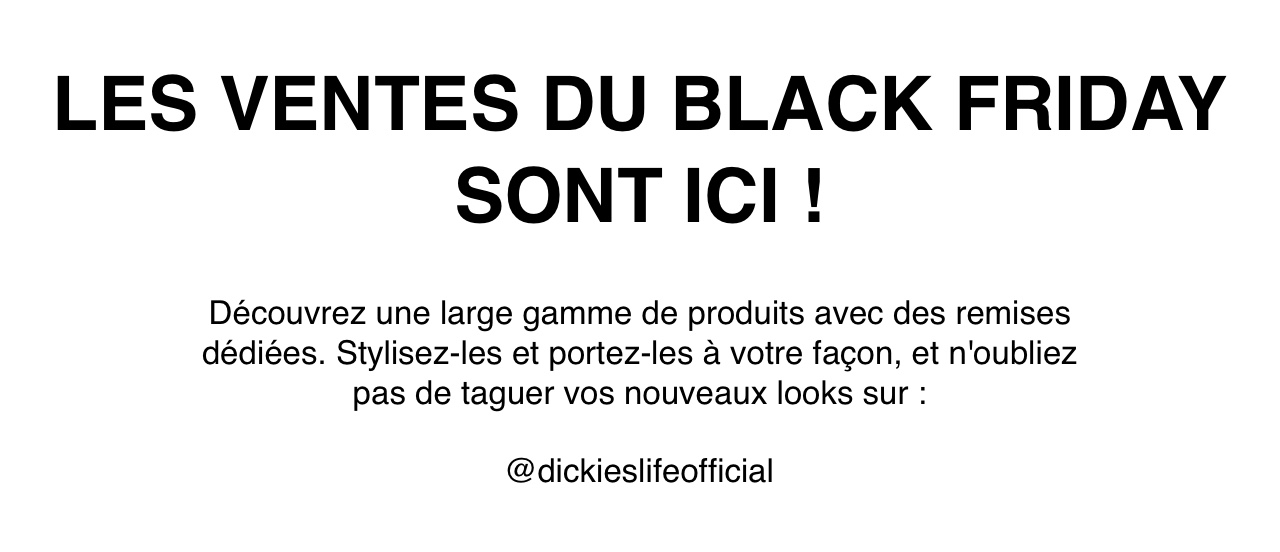 LES VENTES DU BLACK FRIDAY
SONT ICI !
Découvrez une large gamme de produits avec des remises
dédiées. Stylisez-les et portez-les à votre façon, et n'oubliez
pas de taguer vos nouveaux looks sur :
@dickieslifeofficial